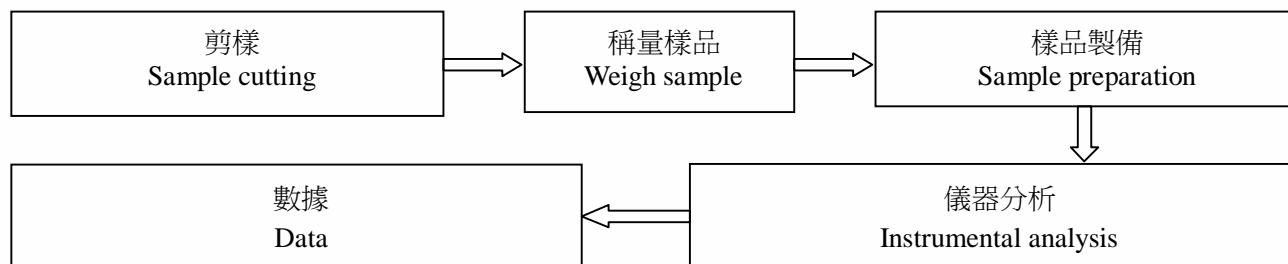 剪樣
Sample cutting
稱量樣品
Weigh sample
樣品製備
Sample preparation
儀器分析
Instrumental analysis
數據
Data